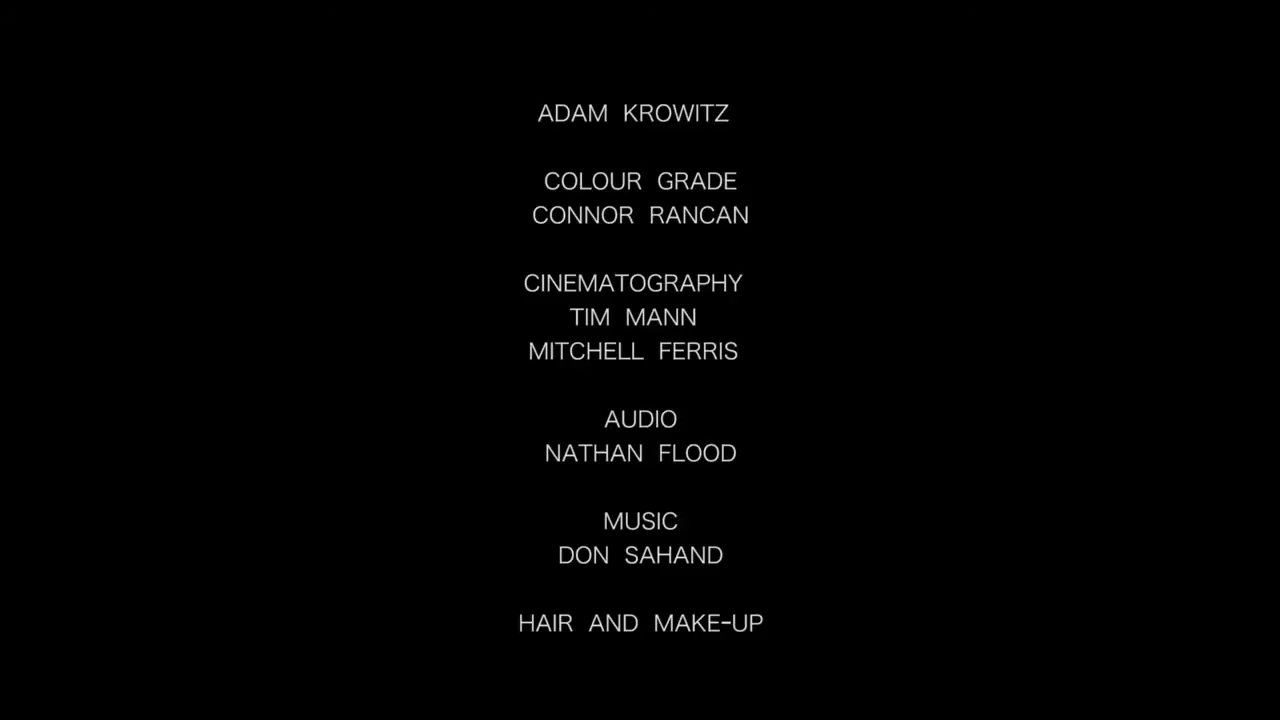 ADAM KROWITZ
COLOUR GRADE
CONNOR RANCAN
CINEMATOGRAPHY
TIM MANN
MITCHELL FERRIS
AUDIO
NATHAN FLOOD
MUSIC
DON SAHAND
HAIR AND MAKE-UP